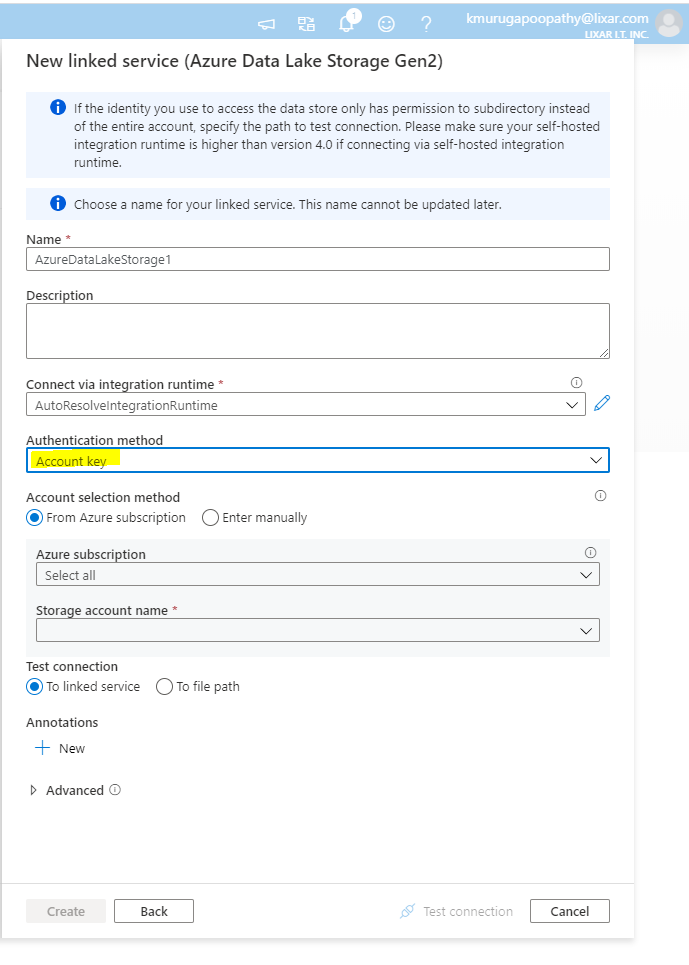 1
?
kmurugapoopathy@lixar.com
LIXAR I.T. INC.
New linked service (Azure Data Lake Storage Gen2)
If the identity you use to access the data store only has permission to subdirectory instead
of the entire account, specify the path to test connection. Please make sure your self-hosted
integration runtime is higher than version 4.0 if connecting via self-hosted integration
runtime.
Choose a name for your linked service. This name cannot be updated later.
Name *
AzureDataLakeStorage1
Description
Connect via integration runtime *
AutoResolveIntegrationRuntime
Authentication method
Account key
Account selection method
From Azure subscription Enter manually
Azure subscription
Select all
Storage account name *
Test connection
To linked service To file path
Annotations
New
Advanced
Create Back Test connection Cancel